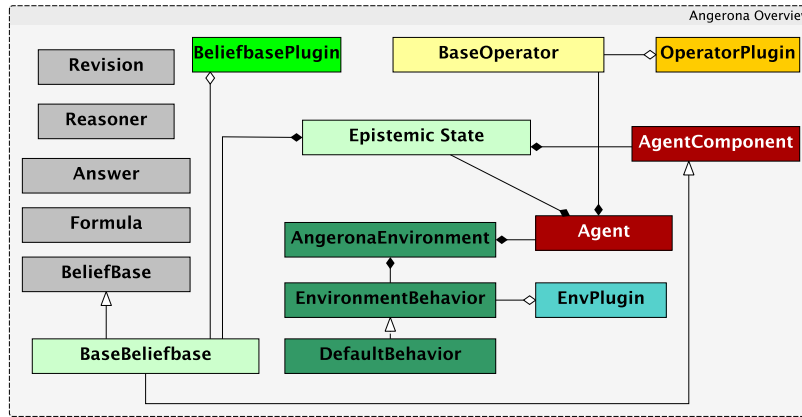 Angerona Overview
Revision
BeliefbasePlugin
BaseOperator
OperatorPlugin
Reasoner
Epistemic State
AgentComponent
Answer
Formula
AngeronaEnvironment
Agent
BeliefBase
EnvironmentBehavior
EnvPlugin
BaseBeliefbase
DefaultBehavior